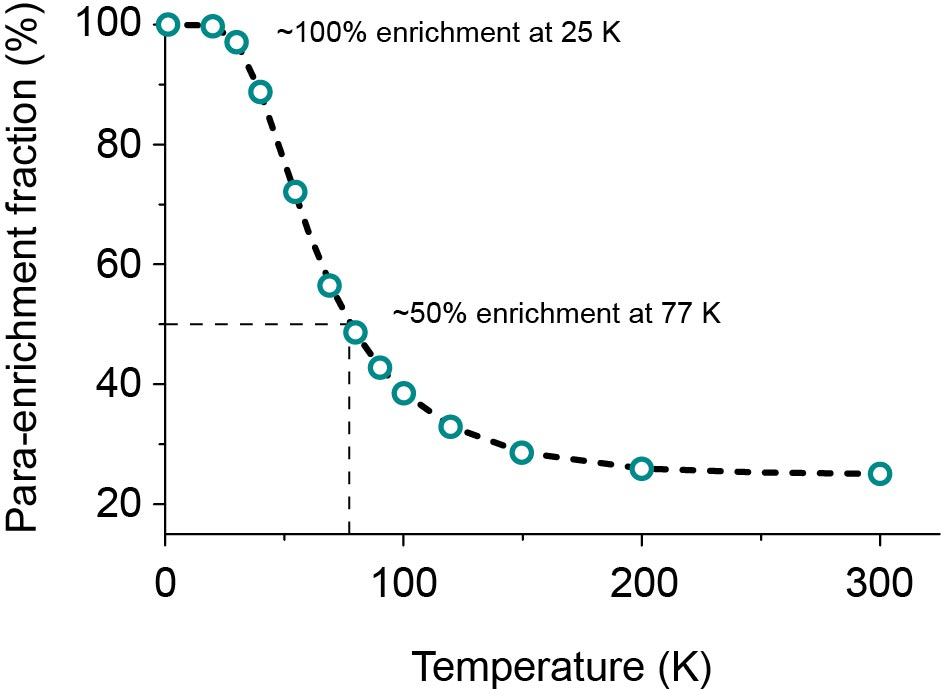 Para-enrichment fraction (%)
100
80
60
40
20
~100% enrichment at 25 K
~50% enrichment at 77 K
0
100
200
300
Temperature (K)